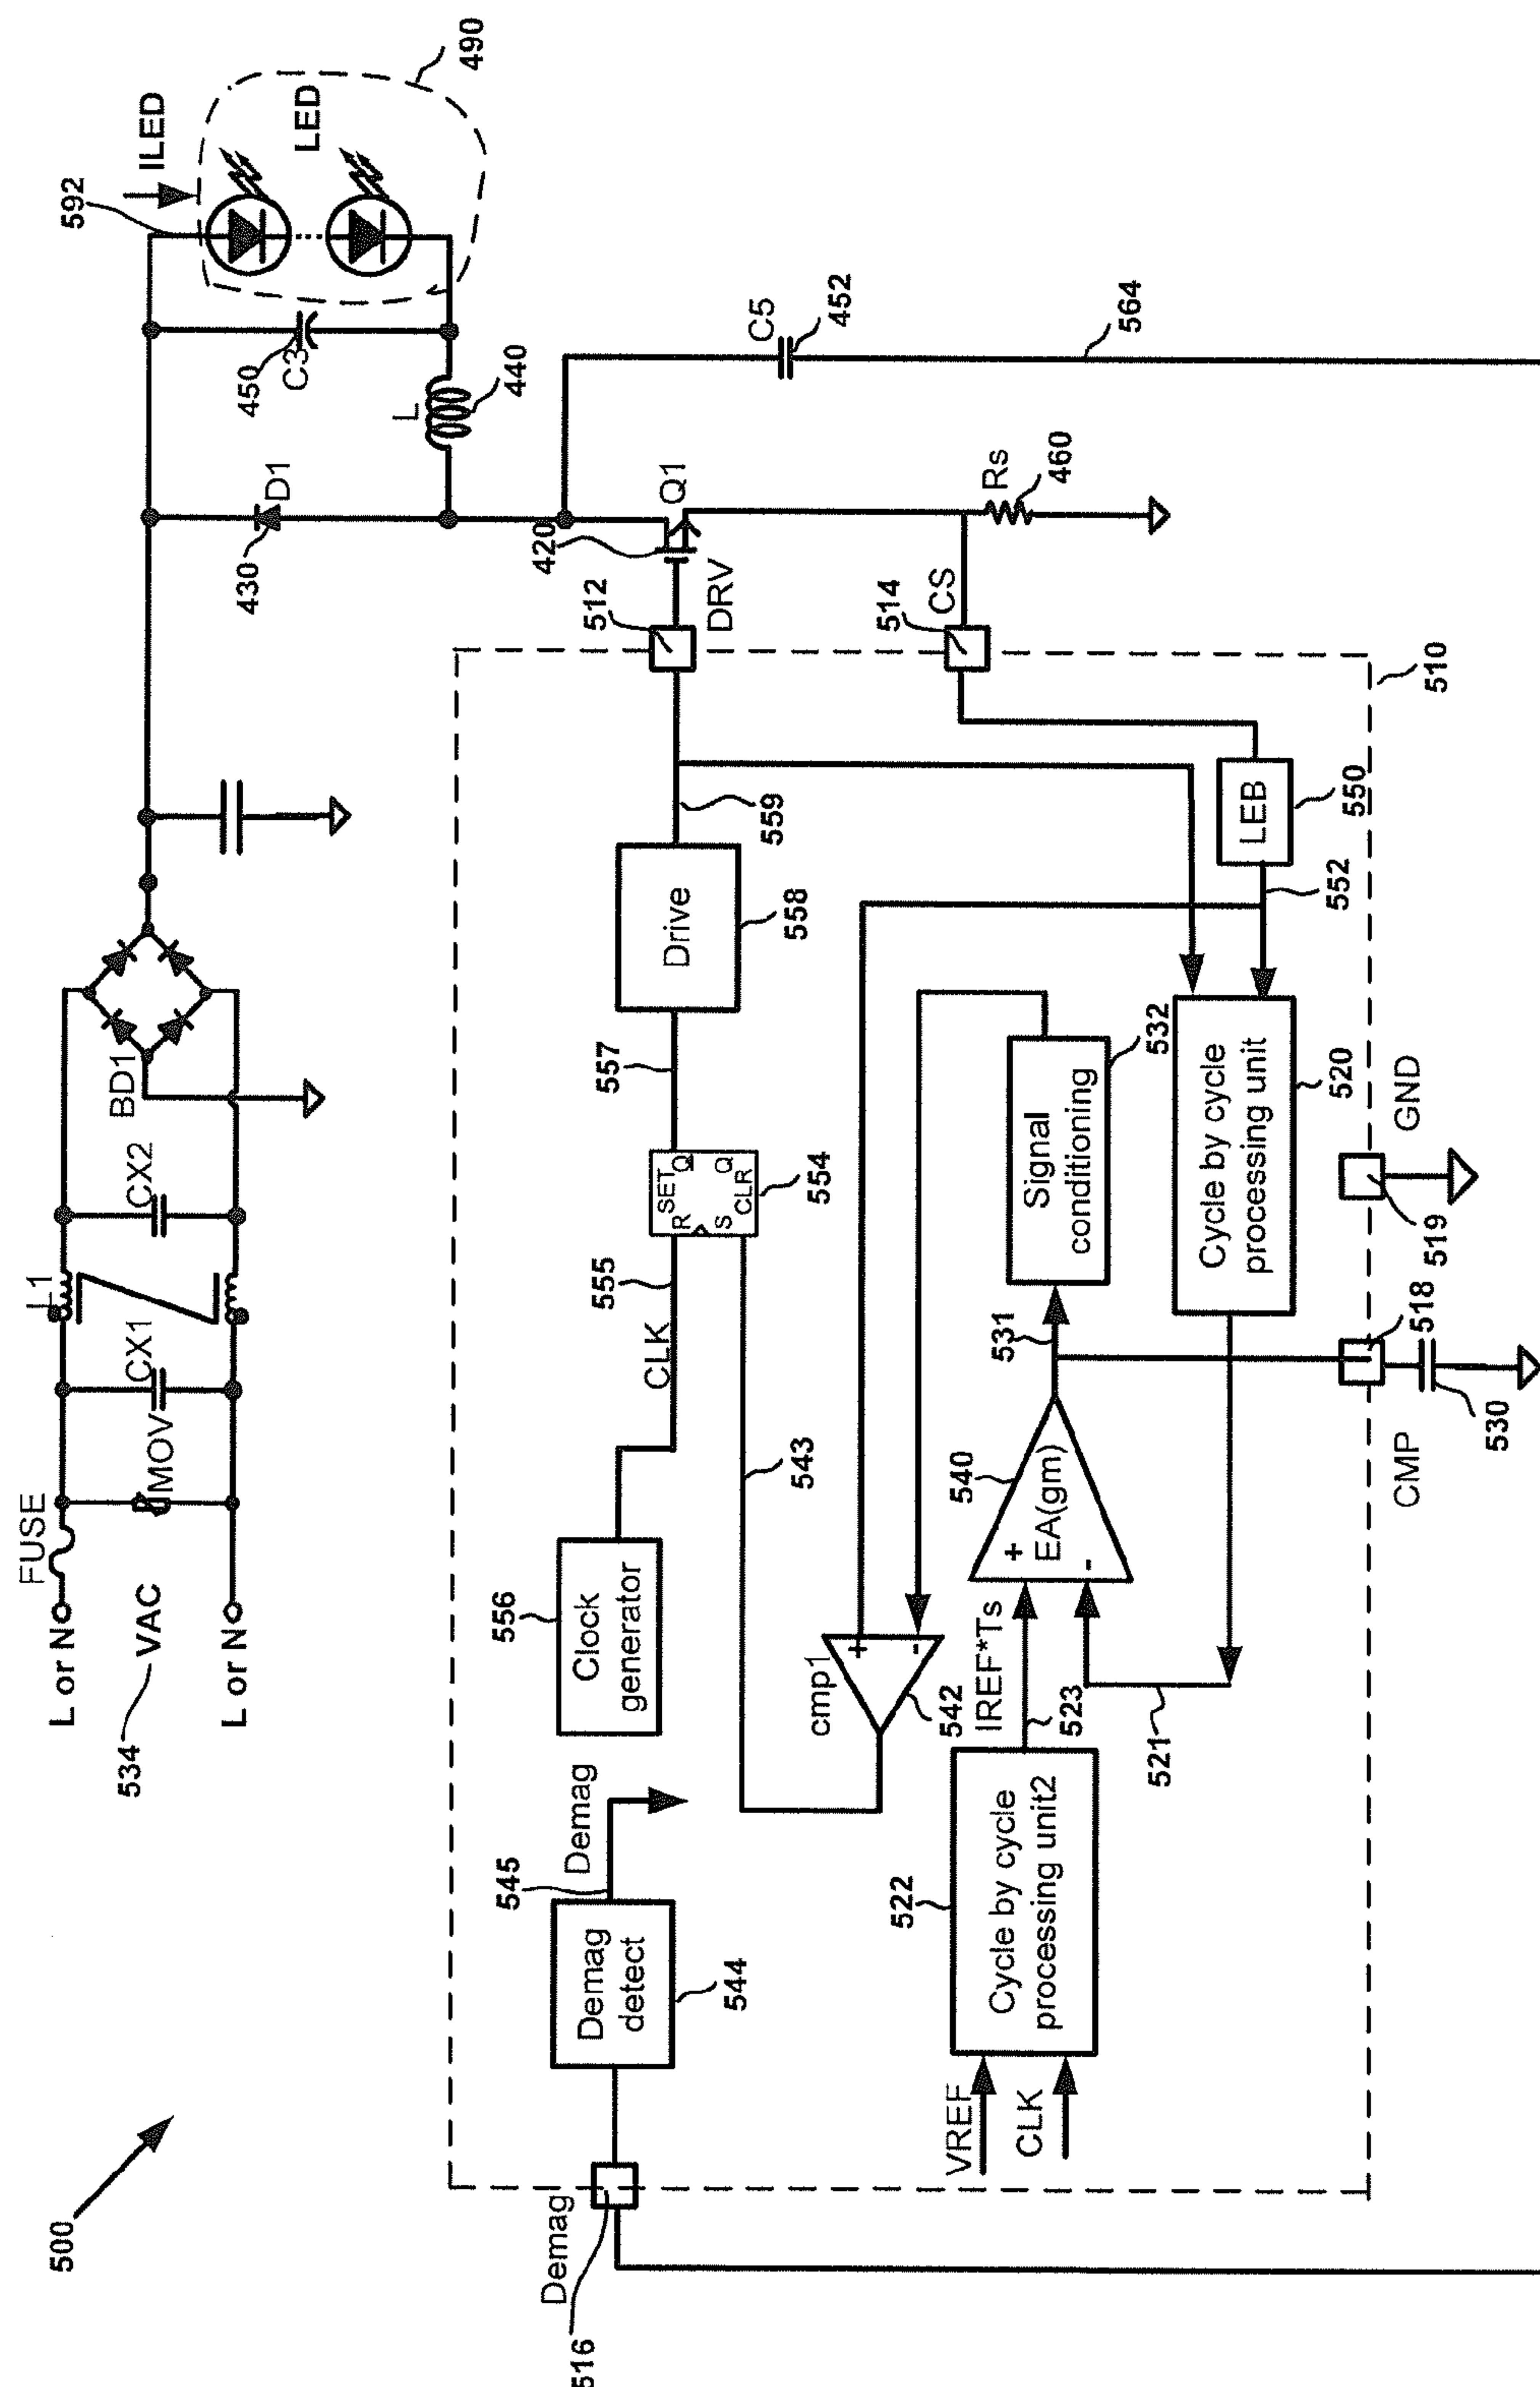 500
L or N
534
VAC
L or N
FUSE
MOV
CX1
L1
CX2
BD1
430
D1
450
C3
L
440
592
ILED
LED
490
C5
452
564
420
Q1
512
DRV
514
CS
Rs
460
510
516
Demag
Demag
detect
544
545
Demag
556
Clock
generator
CLK
555
SET
R
Q
S
Q
CLR
554
557
Drive
558
559
543
cmp1
+
-
542
VREF
CLK
522
Cycle by cycle
processing unit2
IREF*Ts
523
521
+
EA(gm)
-
540
531
Signal
conditioning
532
Cycle by cycle
processing unit
520
LEB
550
552
CMP
518
530
519
GND